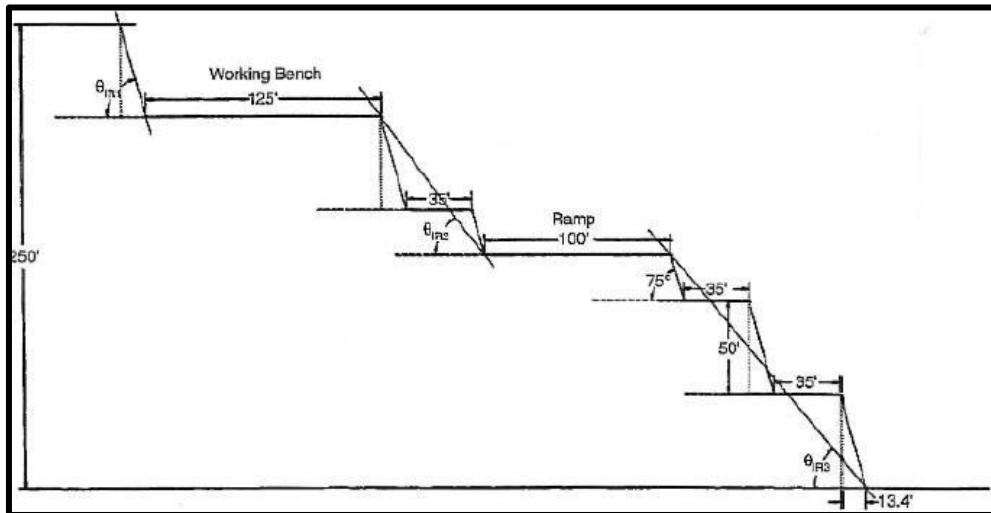 Working Bench
θIR1
125'
35'
Ramp
θIR2
100'
250'
75°
35'
50'
35'
θIR3
13.4'